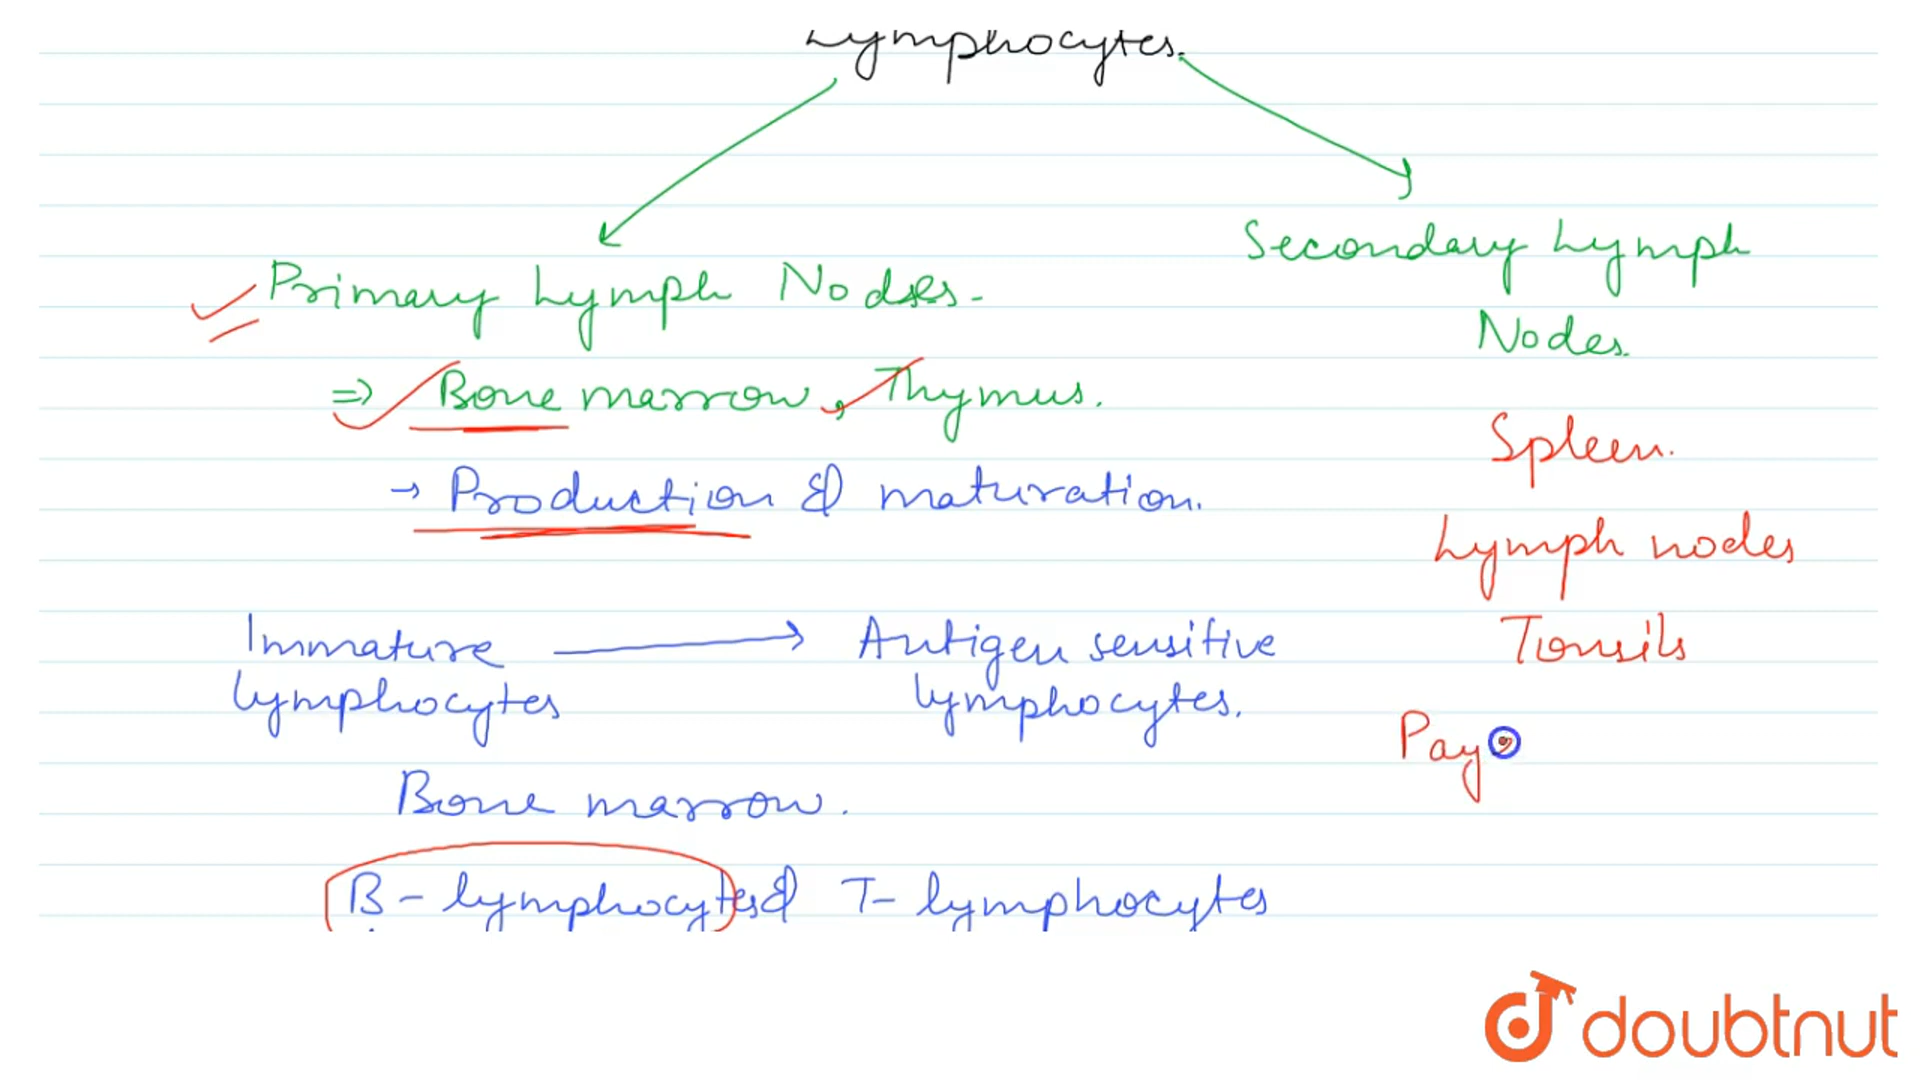 Lymphocytes.
Primary Lymph Nodes.
⇒ Bone marrow, Thymus.
→ Production & maturation.
Immature lymphocytes → Antigen sensitive lymphocytes.
Bone marrow.
B - lymphocytes & T- lymphocytes
Secondary Lymph
Nodes.
Spleen.
Lymph nodes
Tonsils
Pay
doubtnut